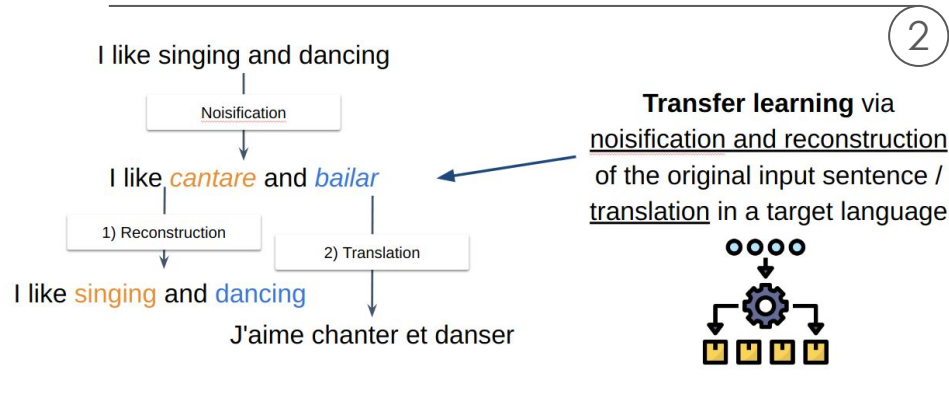 2
I like singing and dancing
Noisification
I like cantare and bailar
1) Reconstruction
2) Translation
I like singing and dancing
J'aime chanter et danser
Transfer learning via
noisification and reconstruction
of the original input sentence /
translation in a target language